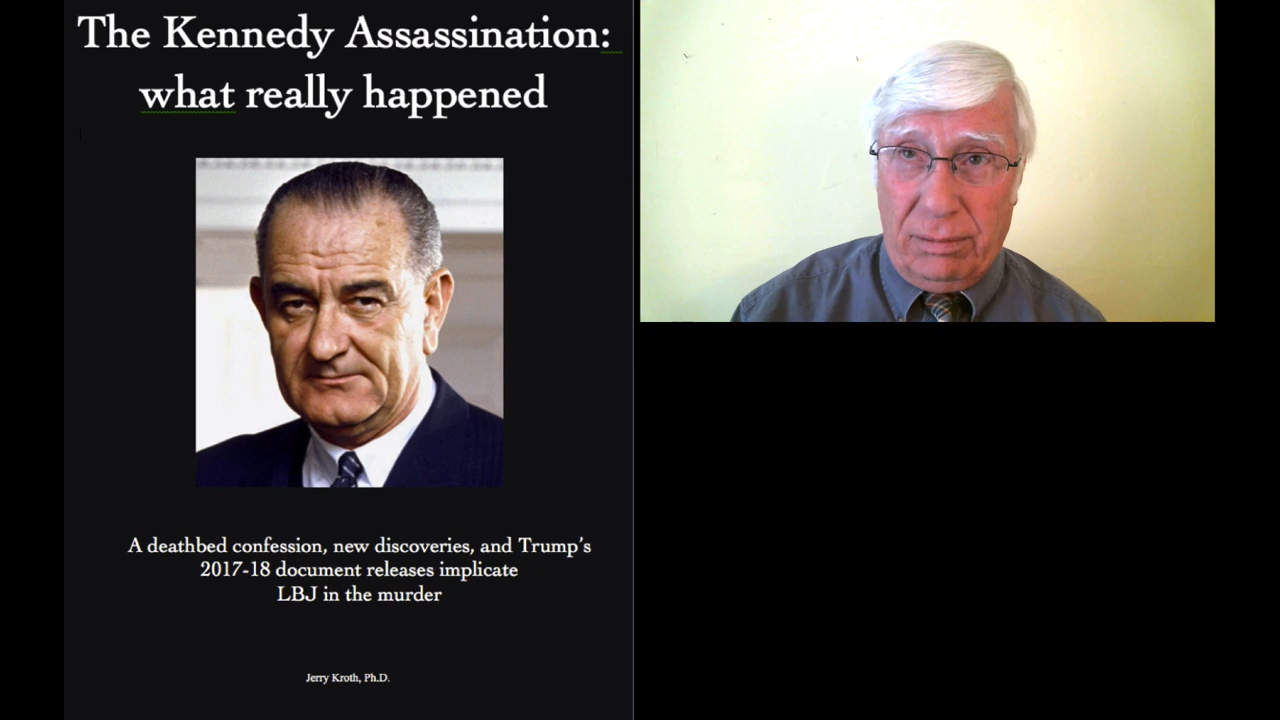 The Kennedy Assassination:
what really happened
A deathbed confession, new discoveries, and Trump's
2017-18 document releases implicate
LBJ in the murder
Jerry Kroth, Ph.D.